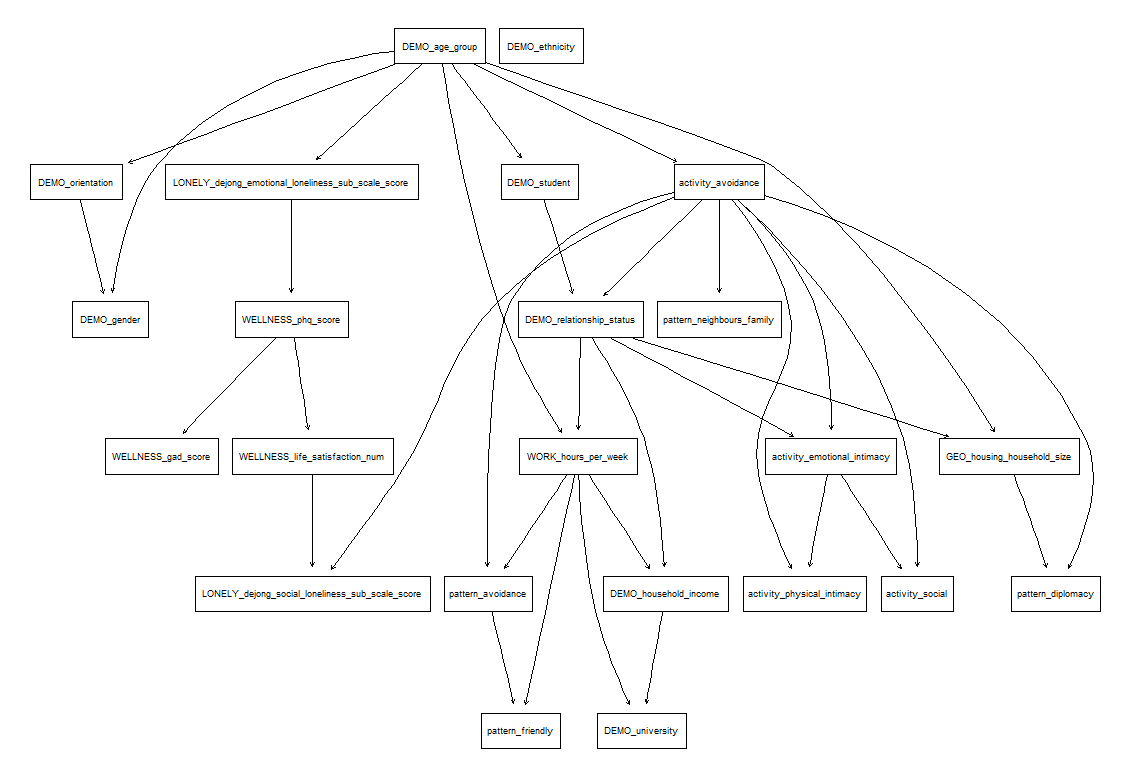 DEMO_age_group
DEMO_ethnicity
DEMO_orientation
LONELY_dejong_emotional_loneliness_sub_scale_score
DEMO_student
activity_avoidance
DEMO_gender
WELLNESS_phq_score
DEMO_relationship_status
pattern_neighbours_family
WELLNESS_gad_score
WELLNESS_life_satisfaction_num
WORK_hours_per_week
activity_emotional_intimacy
GEO_housing_household_size
LONELY_dejong_social_loneliness_sub_scale_score
pattern_avoidance
DEMO_household_income
activity_physical_intimacy
activity_social
pattern_diplomacy
pattern_friendly
DEMO_university